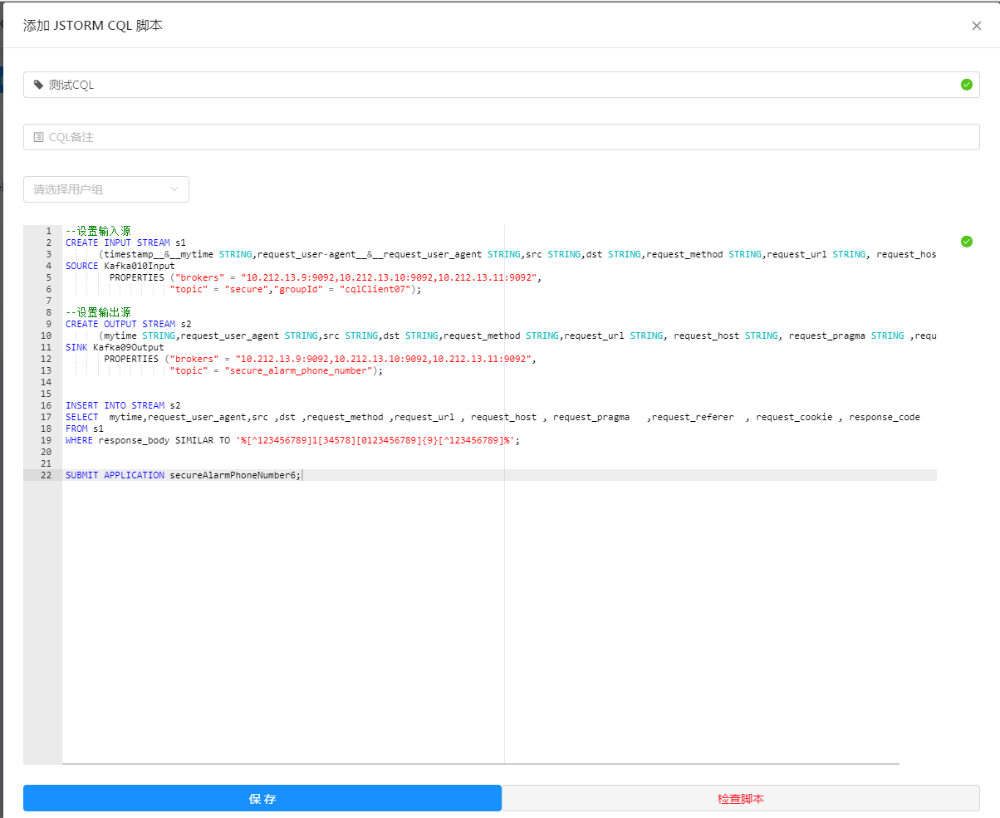 添加 JSTORM CQL 脚本
测试CQL
CQL备注
请选择用户组
1 --设置输入源
2 CREATE INPUT STREAM s1
3 (timestamp__&__mytime STRING,request_user-agent__&__request_user_agent STRING,src STRING,dst STRING,request_method STRING,request_url STRING, request_hos
4 SOURCE Kafka010Input
5 PROPERTIES ("brokers" = "10.212.13.9:9092,10.212.13.10:9092,10.212.13.11:9092",
6 "topic" = "secure","groupId" = "cqlClient07");
7
8 --设置输出源
9 CREATE OUTPUT STREAM s2
10 (mytime STRING,request_user_agent STRING,src STRING,dst STRING,request_method STRING,request_url STRING, request_host STRING, request_pragma STRING ,requ
11 SINK Kafka09Output
12 PROPERTIES ("brokers" = "10.212.13.9:9092,10.212.13.10:9092,10.212.13.11:9092",
13 "topic" = "secure_alarm_phone_number");
14
15
16 INSERT INTO STREAM s2
17 SELECT  mytime,request_user_agent,src ,dst ,request_method ,request_url , request_host , request_pragma   ,request_referer  , request_cookie , response_code
18 FROM s1
19 WHERE response_body SIMILAR TO '%[^123456789]1[34578][0123456789]{9}[^123456789]%';
20
21
22 SUBMIT APPLICATION secureAlarmPhoneNumber6;
保 存
检查脚本